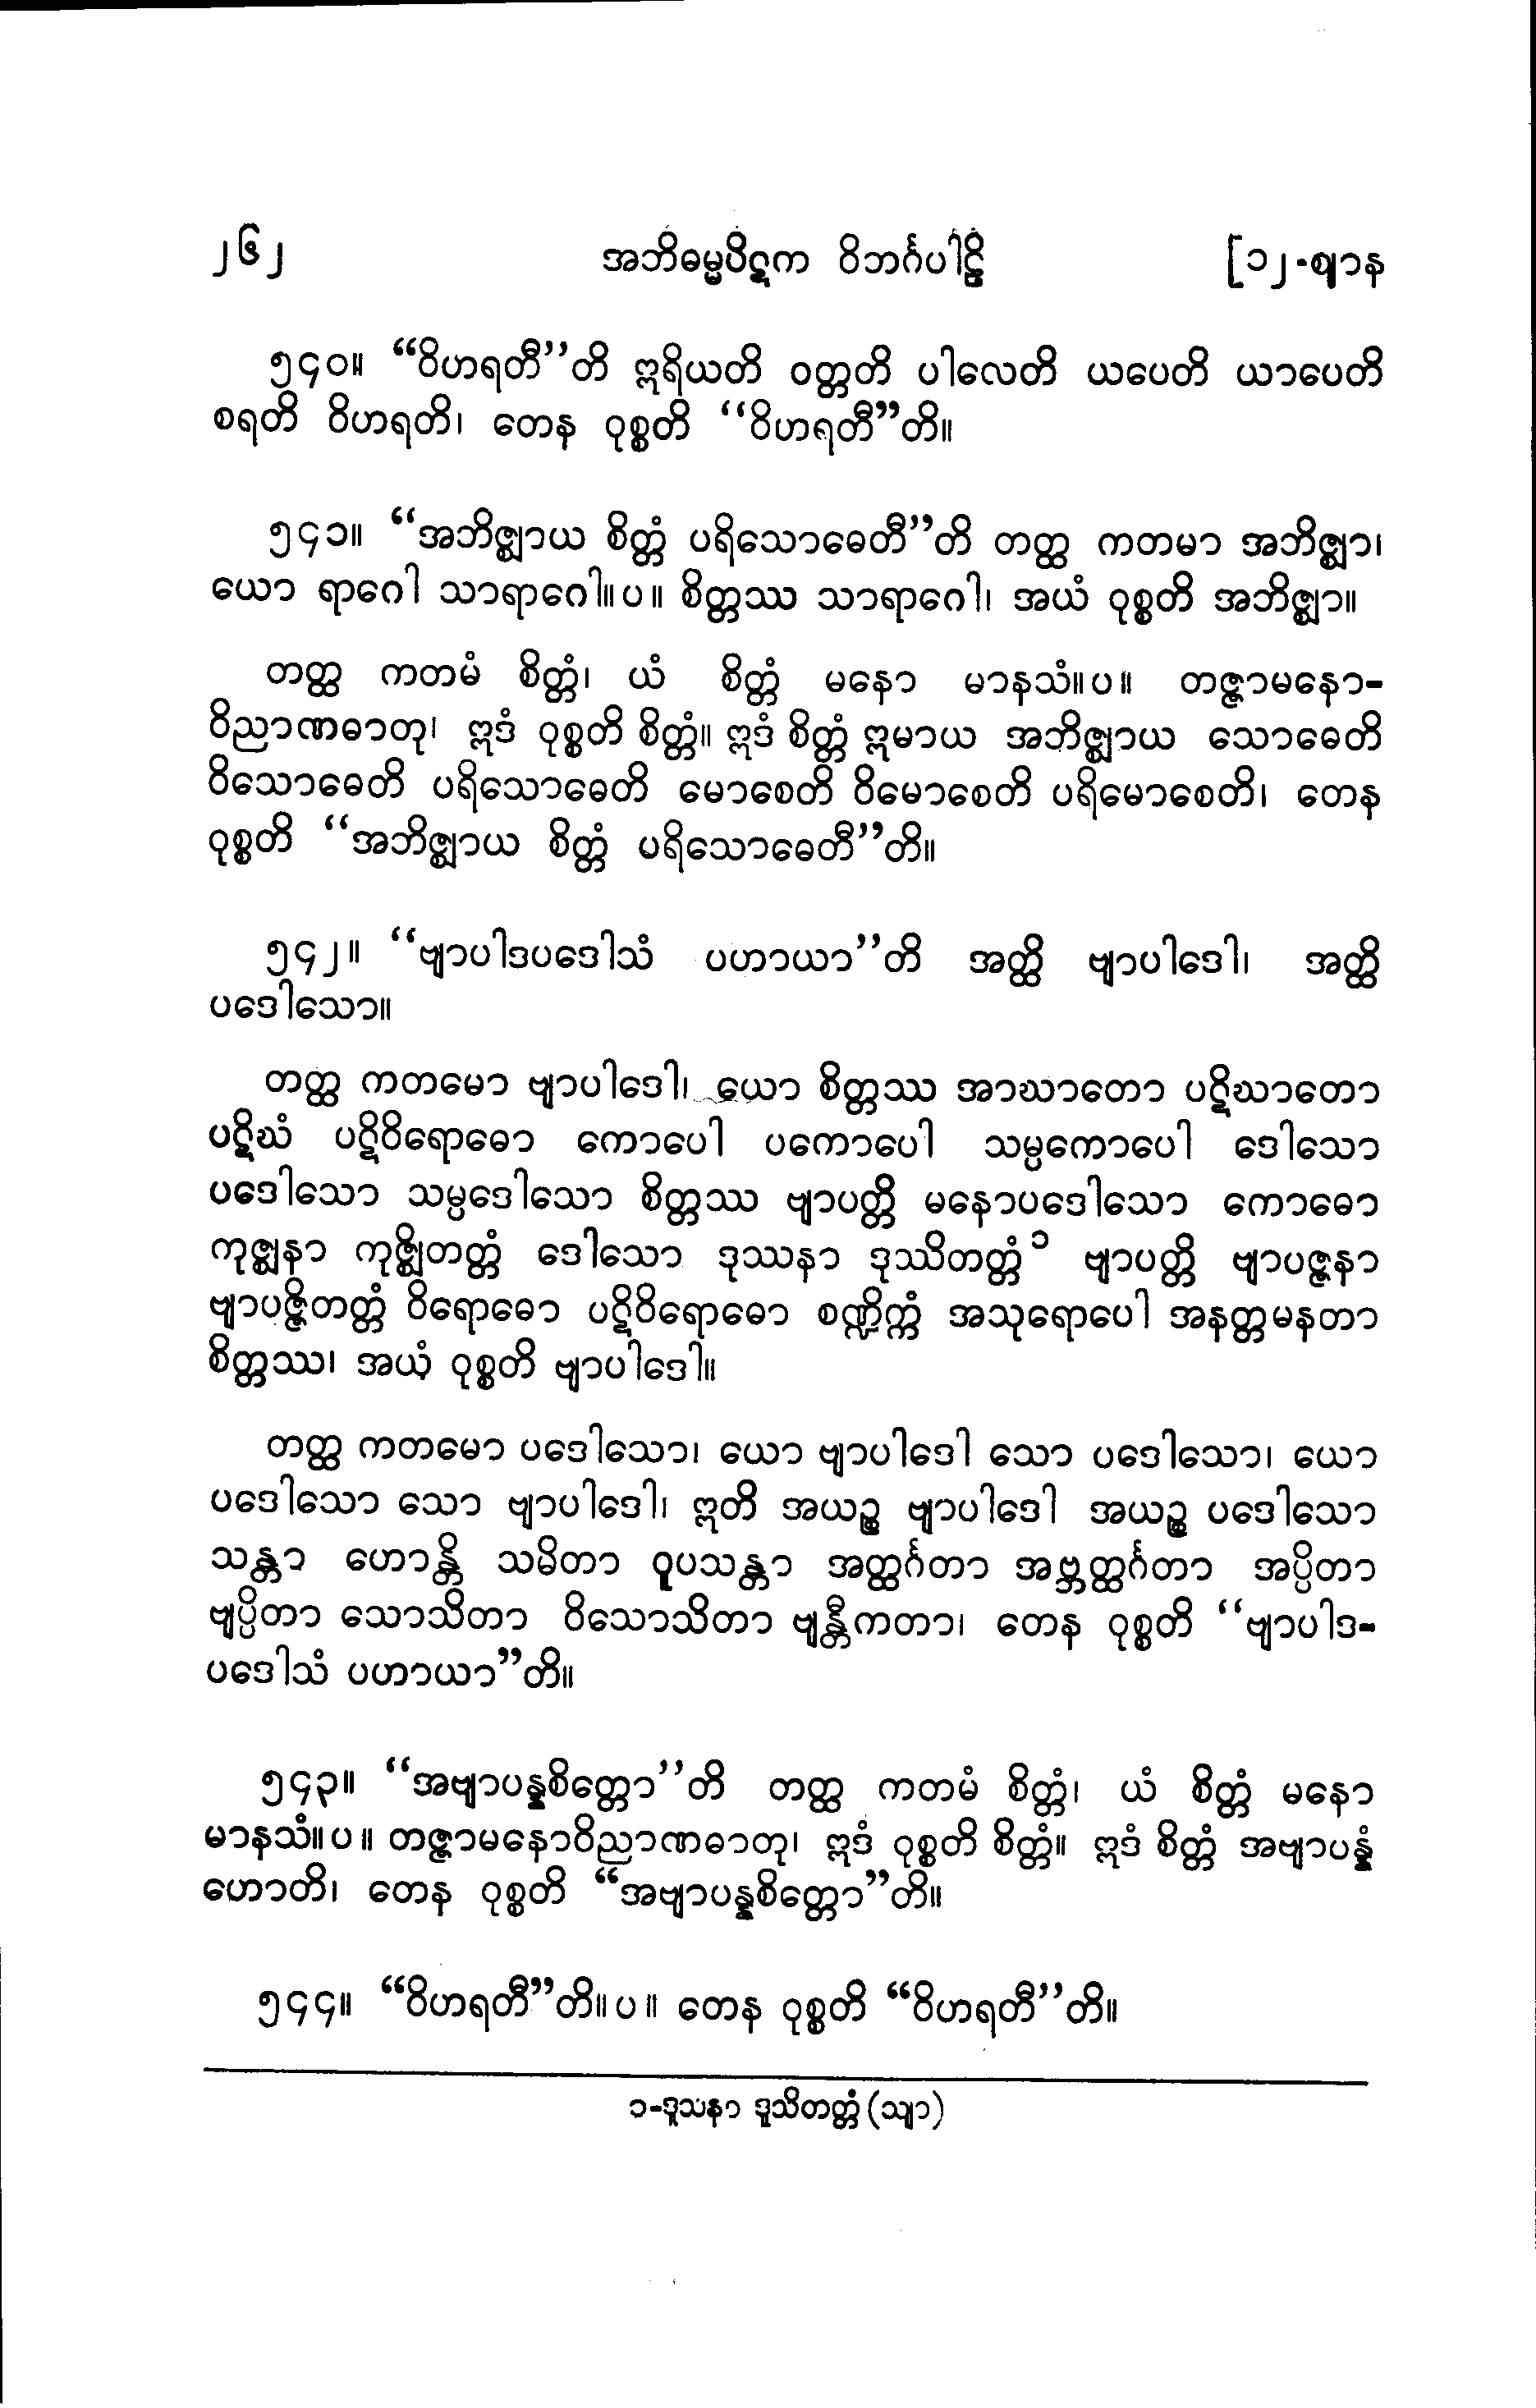 ၂၆၂ အဘိဓမ္မပိဋက ဝိဘင်္ဂပါဠိ [၁၂-ဈာန
၅၄၀။ “ဝိဟရတီ”တိ ဣရိယတိ ဝတ္တတိ ပါလေတိ ယပေတိ ယာပေတိ
စရတိ ဝိဟရတိ၊ တေန ဝုစ္စတိ “ဝိဟရတီ”တိ။
၅၄၁။ “အဘိဇ္ဈာယ စိတ္တံ ပရိသောဓေတီ”တိ တတ္ထ ကတမာ အဘိဇ္ဈာ၊
ယော ရာဂေါ သာရာဂေါ။ပ။ စိတ္တဿ သာရာဂေါ၊ အယံ ဝုစ္စတိ အဘိဇ္ဈာ။
တတ္ထ ကတမံ စိတ္တံ၊ ယံ စိတ္တံ မနော မာနသံ။ပ။ တဇ္ဇာမနော-
ဝိညာဏဓာတု၊ ဣဒံ ဝုစ္စတိ စိတ္တံ။ ဣဒံ စိတ္တံ ဣမာယ အဘိဇ္ဈာယ သောဓေတိ
ဝိသောဓေတိ ပရိသောဓေတိ မောစေတိ ဝိမောစေတိ ပရိမောစေတိ၊ တေန
ဝုစ္စတိ “အဘိဇ္ဈာယ စိတ္တံ ပရိသောဓေတီ”တိ။
၅၄၂။ “ဗျာပါဒပဒေါသံ ပဟာယာ”တိ အတ္ထိ ဗျာပါဒေါ၊ အတ္ထိ
ပဒေါသော။
တတ္ထ ကတမော ဗျာပါဒေါ၊ ယော စိတ္တဿ အာဃာတော ပဋိဃာတော
ပဋိဃံ ပဋိဝိရောဓော ကောပေါ ပကောပေါ သမ္ပကောပေါ ဒေါသော
ပဒေါသော သမ္ပဒေါသော စိတ္တဿ ဗျာပတ္တိ မနောပဒေါသော ကောဓော
ကုဇ္ဈနာ ကုဇ္ဈိတတ္တံ ဒေါသော ဒုဿနာ ဒုဿိတတ္တံ၁ ဗျာပတ္တိ ဗျာပဇ္ဇနာ
ဗျာပဇ္ဇိတတ္တံ ဝိရောဓော ပဋိဝိရောဓော စဏ္ဍိက္ကံ အသုရောပေါ အနတ္တမနတာ
စိတ္တဿ၊ အယံ ဝုစ္စတိ ဗျာပါဒေါ။
တတ္ထ ကတမော ပဒေါသော၊ ယော ဗျာပါဒေါ သော ပဒေါသော၊ ယော
ပဒေါသော သော ဗျာပါဒေါ၊ ဣတိ အယဉ္စ ဗျာပါဒေါ အယဉ္စ ပဒေါသော
သန္တာ ဟောန္တိ သမိတာ ဝူပသန္တာ အတ္ထင်္ဂတာ အဗ္ဘတ္ထင်္ဂတာ အပ္ပိတာ
ဗျပ္ပိတာ သောသိတာ ဝိသောသိတာ ဗျန္တီကတာ၊ တေန ဝုစ္စတိ “ဗျာပါဒ-
ပဒေါသံ ပဟာယာ”တိ။
၅၄၃။ “အဗျာပန္နစိတ္တော”တိ တတ္ထ ကတမံ စိတ္တံ၊ ယံ စိတ္တံ မနော
မာနသံ။ပ။ တဇ္ဇာမနောဝိညာဏဓာတု၊ ဣဒံ ဝုစ္စတိ စိတ္တံ။ ဣဒံ စိတ္တံ အဗျာပန္နံ
ဟောတိ၊ တေန ဝုစ္စတိ “အဗျာပန္နစိတ္တော”တိ။
၅၄၄။ “ဝိဟရတီ”တိ။ပ။ တေန ဝုစ္စတိ “ဝိဟရတီ”တိ။
၁-ဒူသနာ ဒူသိတတ္တံ (သျာ)